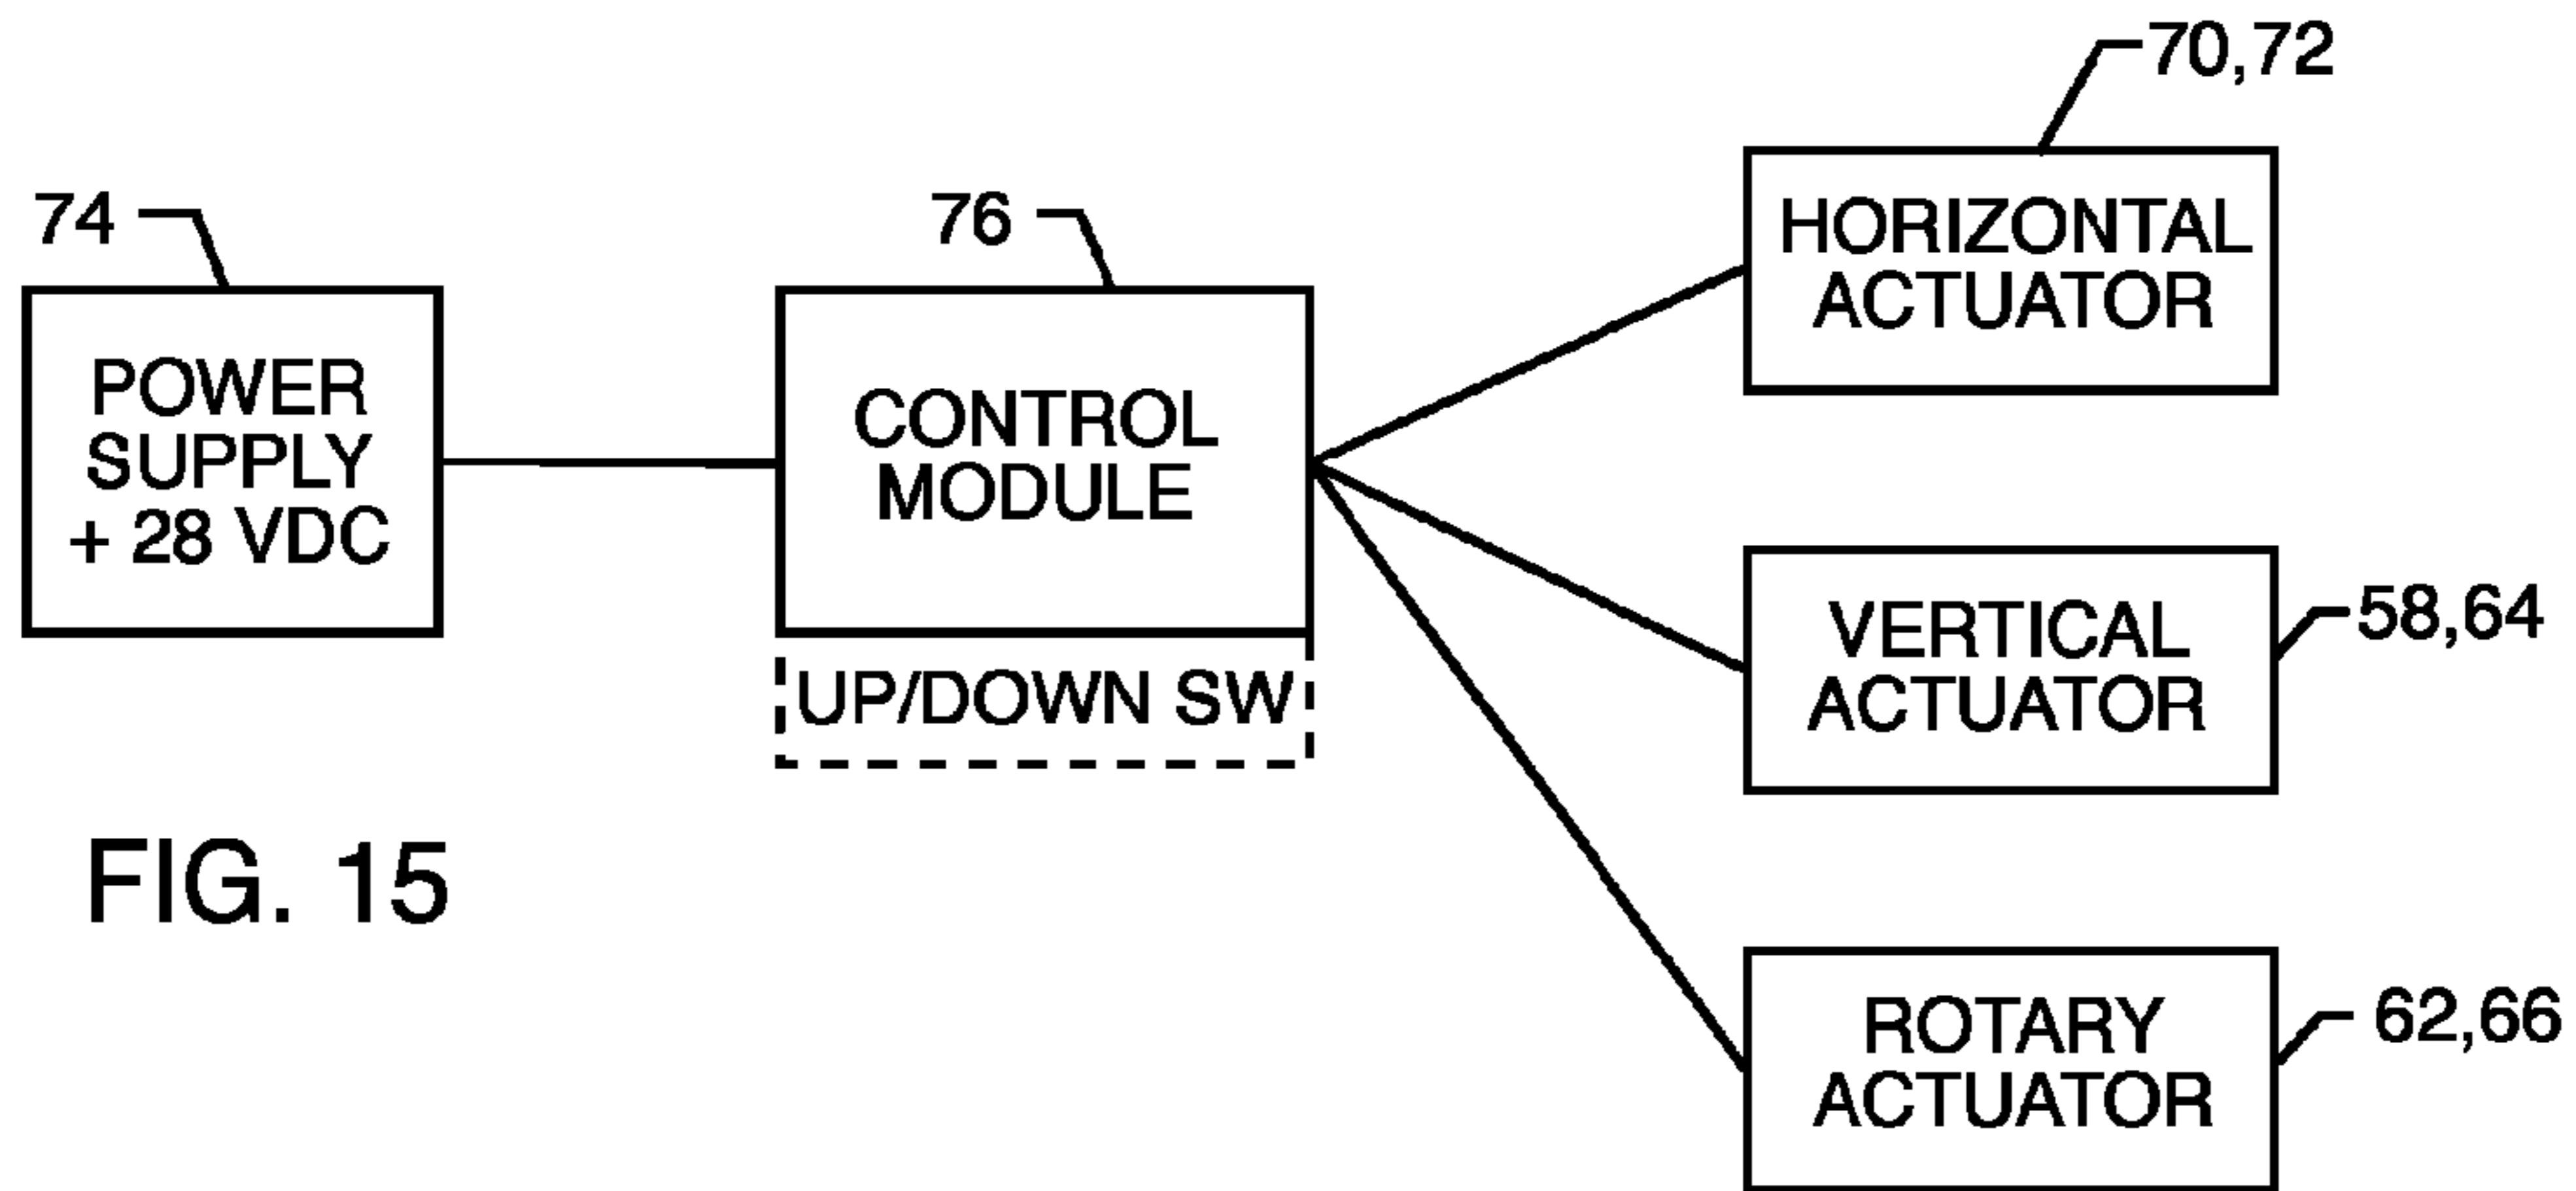 70,72
74
76
HORIZONTAL
ACTUATOR
POWER
SUPPLY
+ 28 VDC
CONTROL
MODULE
UP/DOWN SW
VERTICAL
ACTUATOR
58,64
FIG. 15
ROTARY
ACTUATOR
62,66